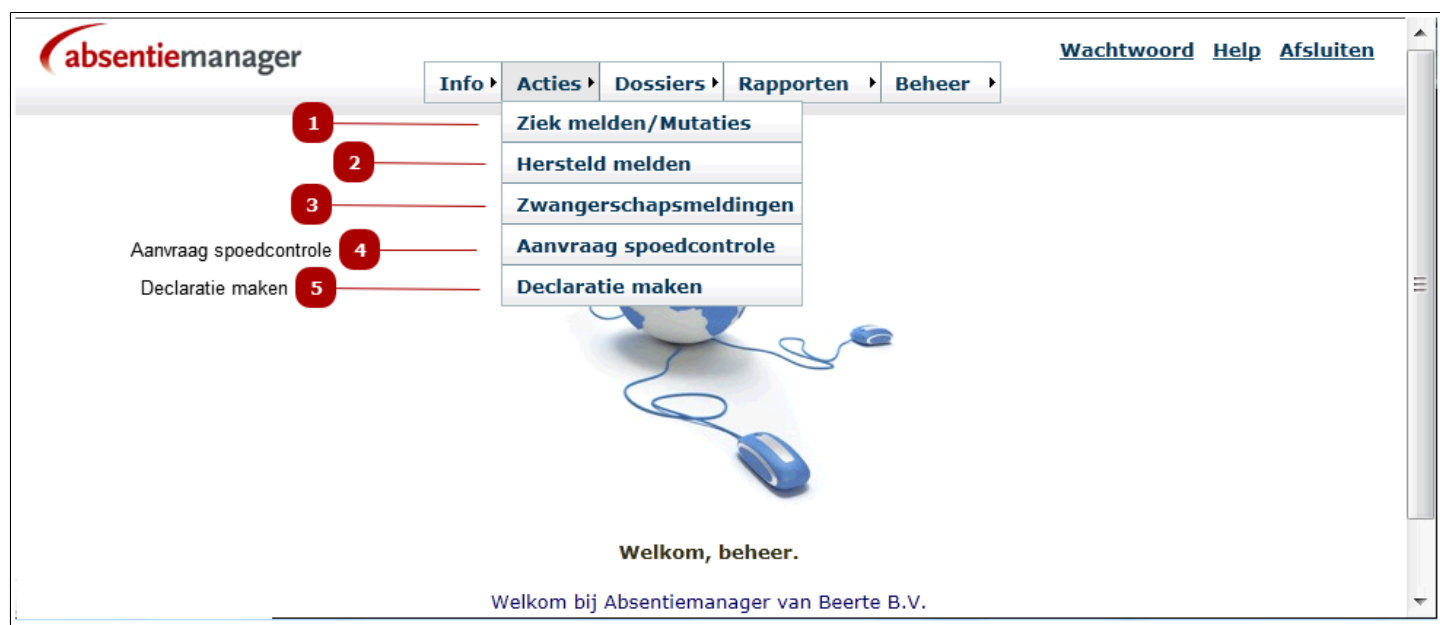 absentiemanager
Wachtwoord Help Afsluiten
Info Acties Dossiers Rapporten Beheer
1 Ziek melden/Mutaties
2 Hersteld melden
3 Zwangerschapsmeldingen
Aanvraag spoedcontrole 4 Aanvraag spoedcontrole
Declaratie maken 5 Declaratie maken
Welkom, beheer.
Welkom bij Absentiemanager van Beerte B.V.